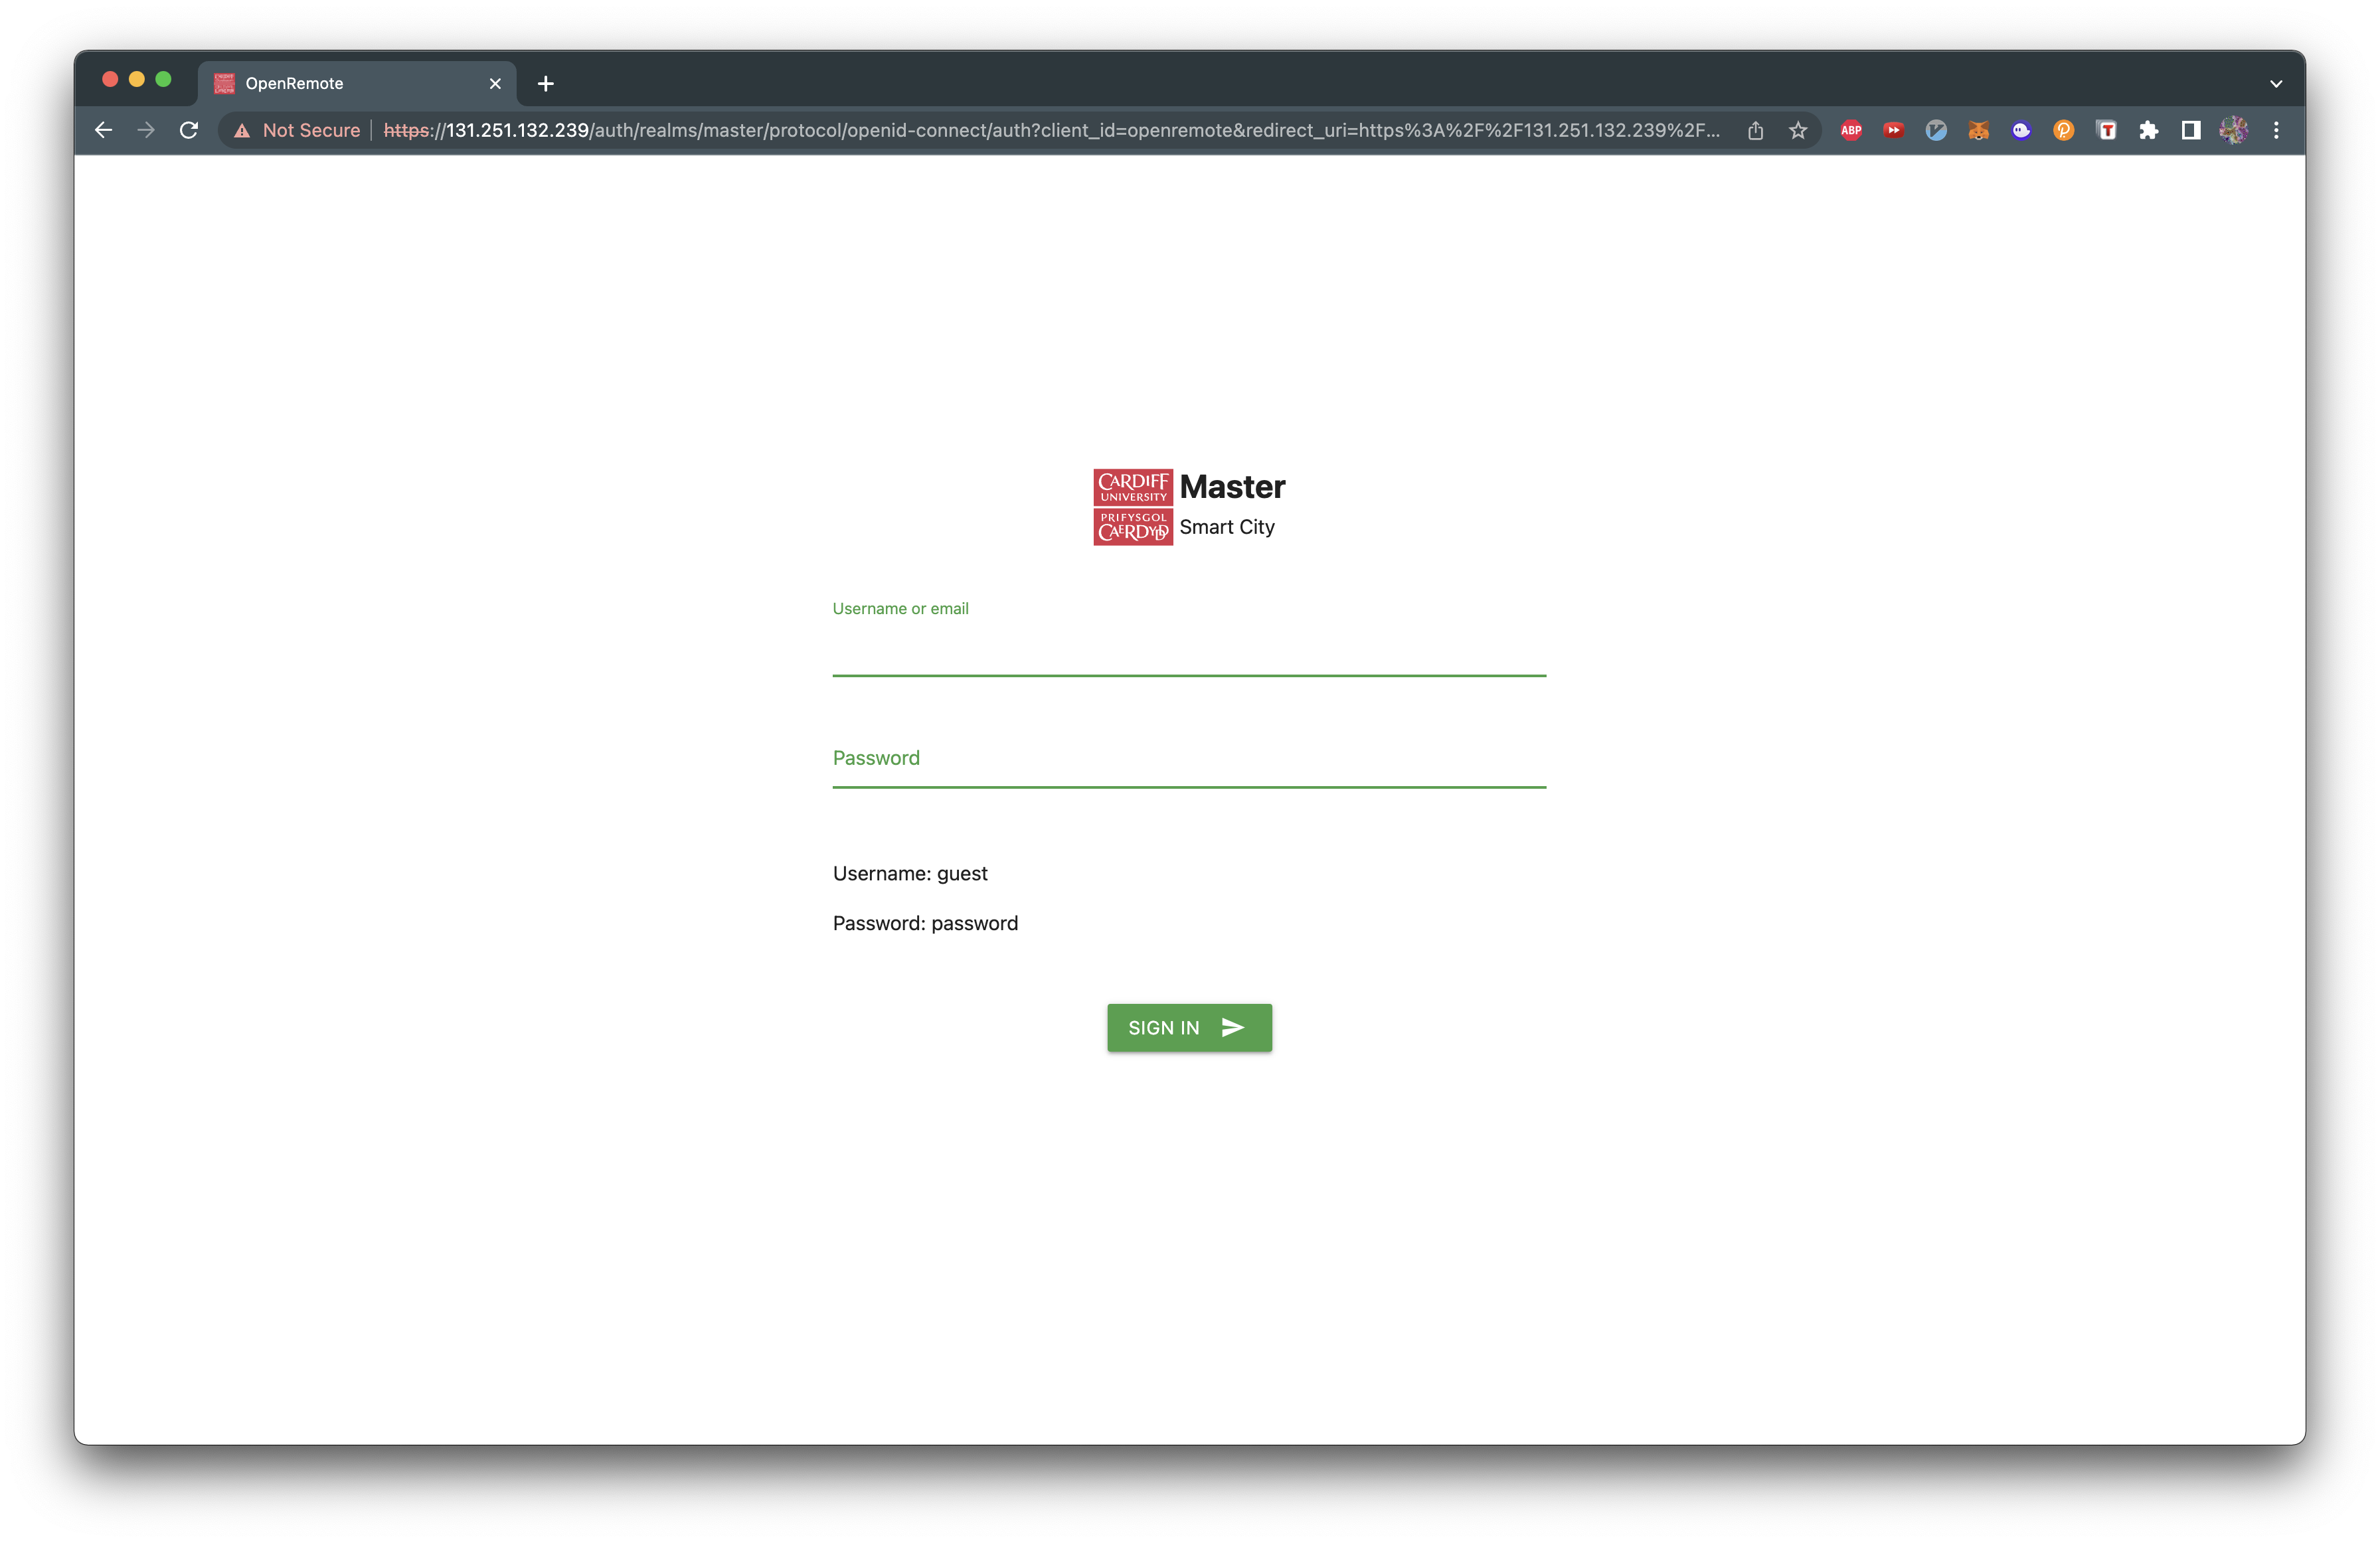 OpenRemote
Not Secure https://131.251.132.239/auth/realms/master/protocol/openid-connect/auth?client_id=openremote&redirect_uri=https%3A%2F%2F131.251.132.239%2F... ABP T
CARDIFF
UNIVERSITY
PRIFYSGOL
CAERDYDD
Master
Smart City
Username or email
Password
Username: guest
Password: password
SIGN IN